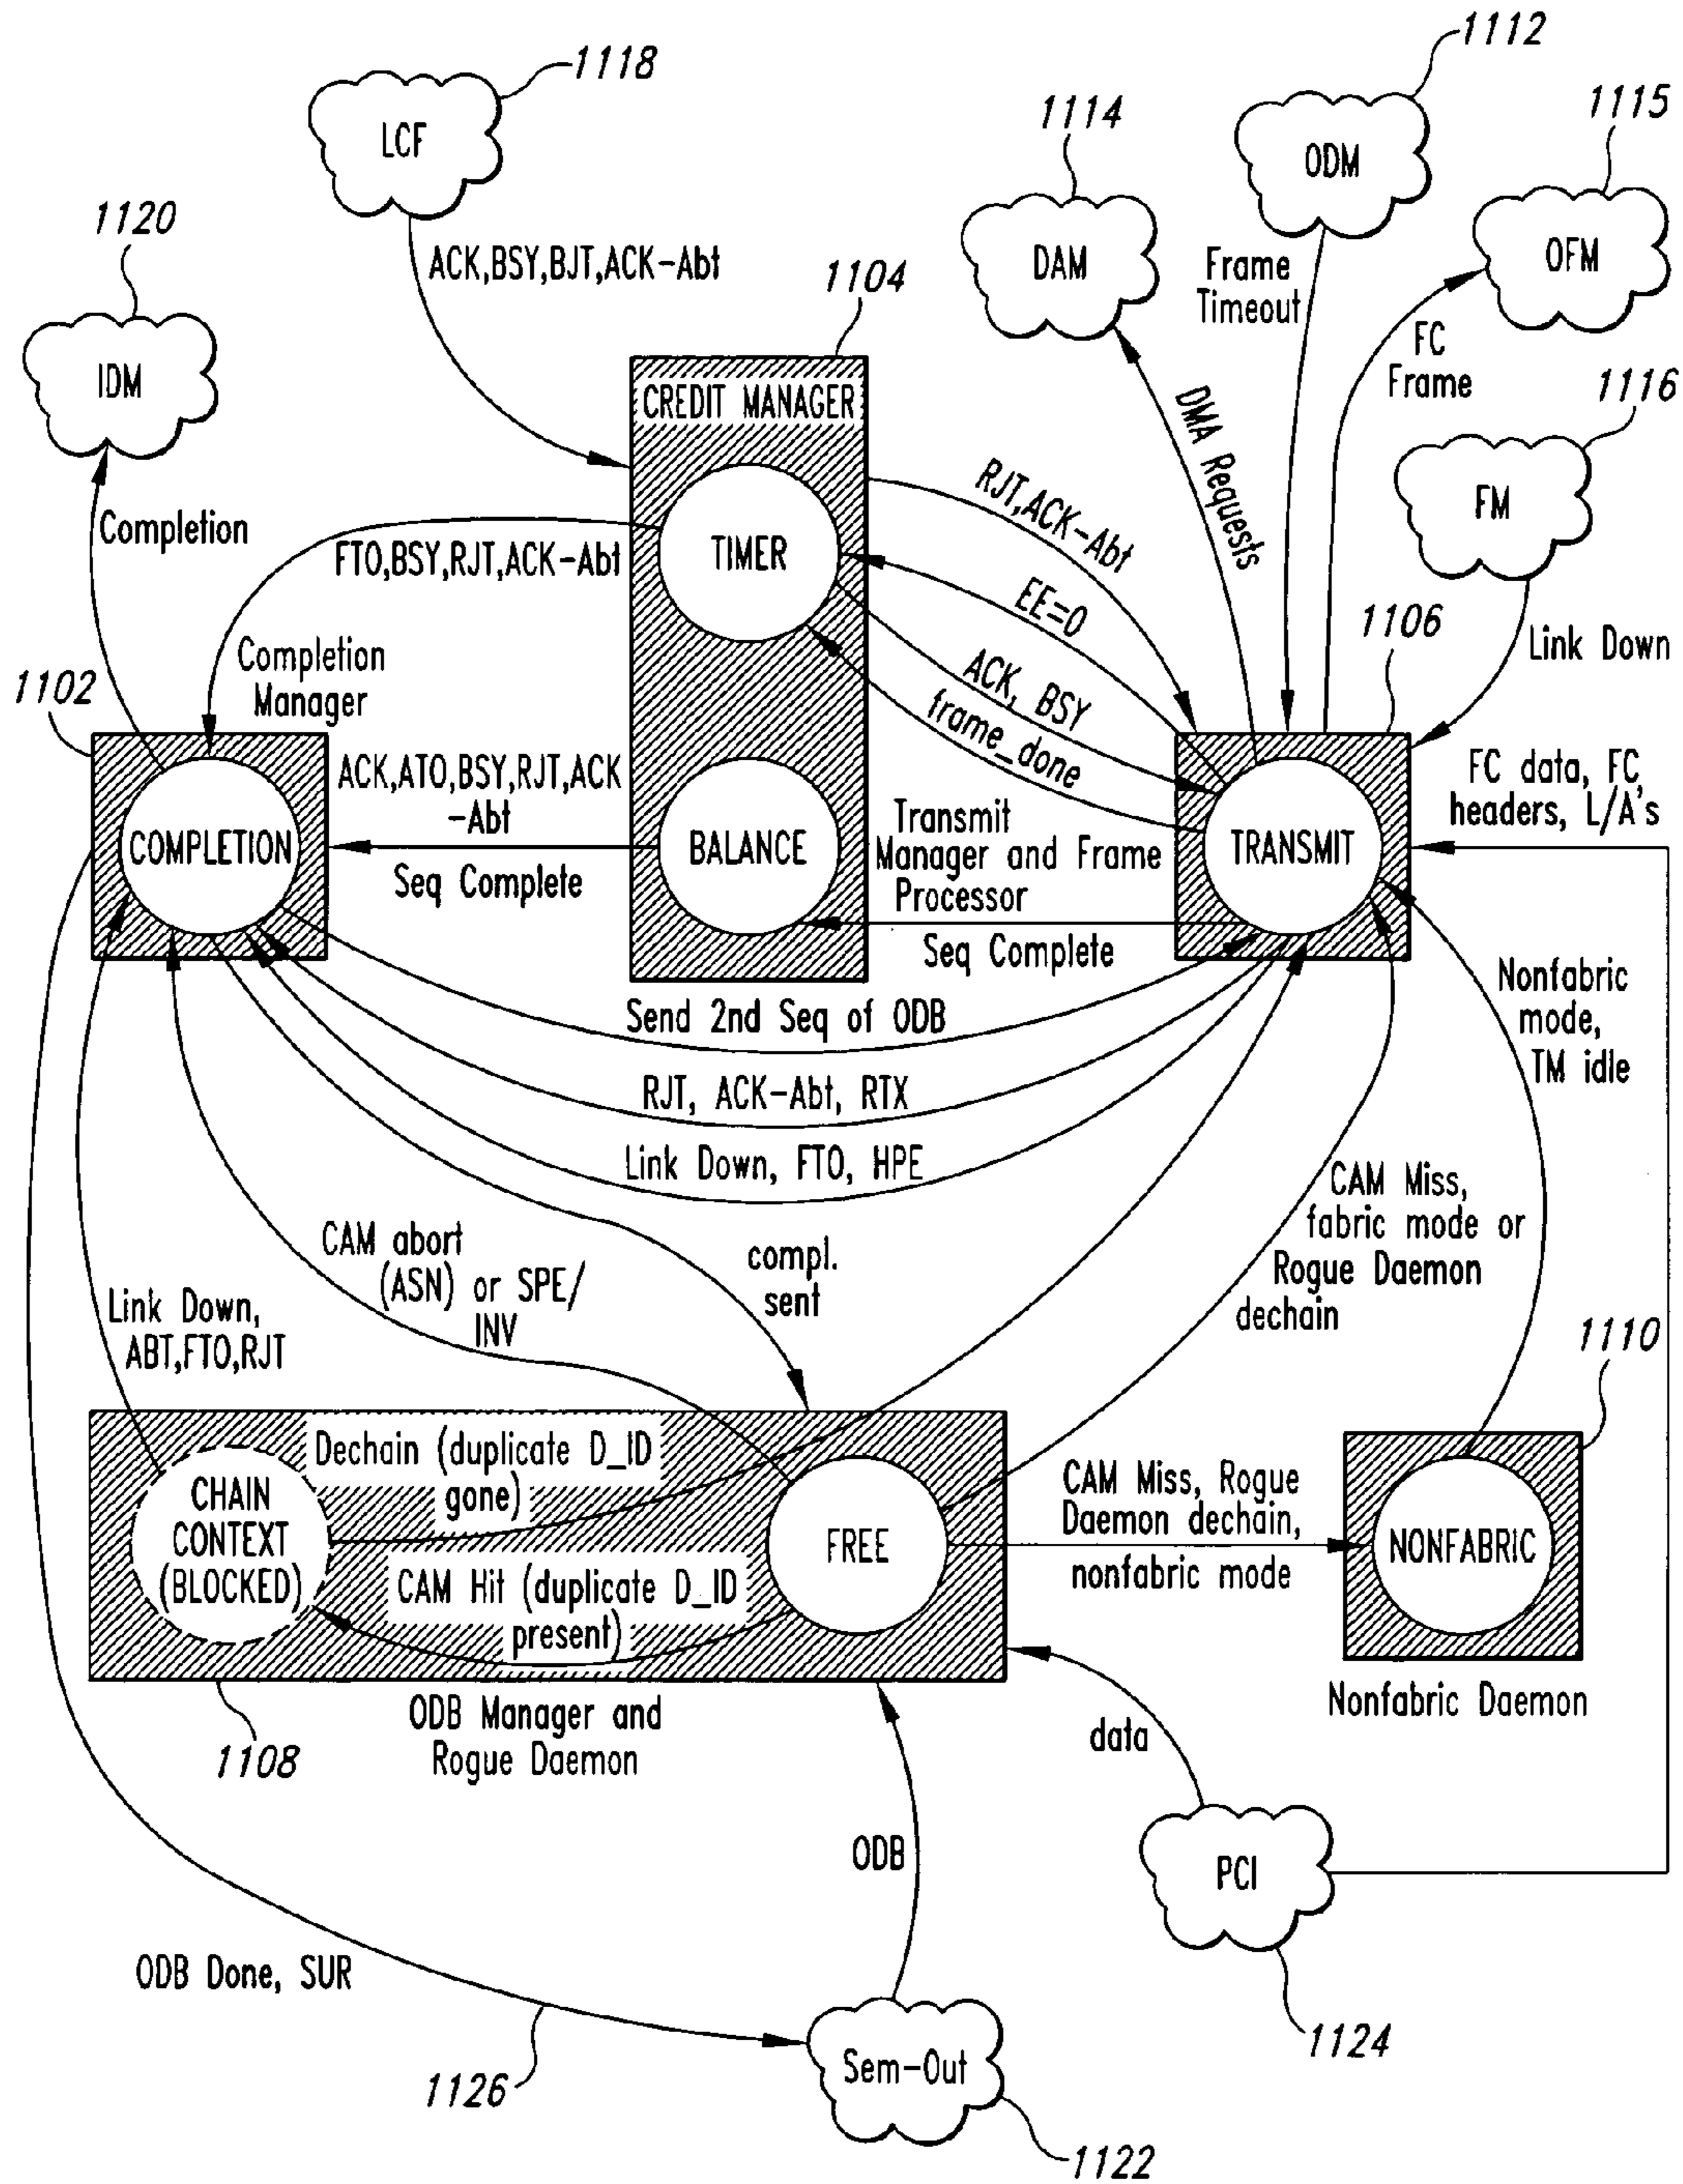 1112
1118
1115
1114
LCF
ODM
1120
OFM
ACK,BSY,BJT,ACK-Abt
1104
DAM
Frame
Timeout
FC
Frame
IDM
1116
CREDIT MANAGER
DMA Requests
RJT,ACK-Abt
FM
Completion
TIMER
FTO,BSY,RJT,ACK-Abt
EE=0
1106
Link Down
Completion
Manager
1102
ACK, BSY
frame_done
ACK,ATO,BSY,RJT,ACK
-Abt
FC data, FC
headers, L/A's
COMPLETION
BALANCE
Transmit
Manager and Frame
Processor
TRANSMIT
Seq Complete
Seq Complete
Nonfabric
mode,
TM idle
Send 2nd Seq of ODB
RJT, ACK-Abt, RTX
Link Down, FTO, HPE
CAM Miss,
fabric mode or
Rogue Daemon
dechain
CAM abort
(ASN) or SPE/
INV
compl.
sent
Link Down,
ABT,FTO,RJT
1110
Dechain (duplicate D_ID
gone)
CHAIN
CONTEXT
(BLOCKED)
FREE
CAM Miss, Rogue
Daemon dechain,
nonfabric mode
NONFABRIC
CAM Hit (duplicate D_ID
present)
ODB Manager and
Rogue Daemon
Nonfabric Daemon
1108
data
ODB
PCI
ODB Done, SUR
1124
Sem-Out
1126
1122